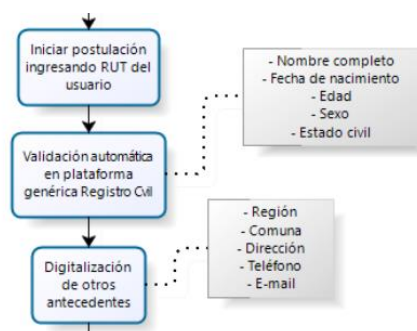 Iniciar postulación
ingresando RUT del
usuario
- Nombre completo
- Fecha de nacimiento
- Edad
- Sexo
- Estado civil
Validación automática
en plataforma
genérica Registro Cvil
- Región
- Comuna
- Dirección
- Teléfono
- E-mail
Digitalización
de otros
antecedentes